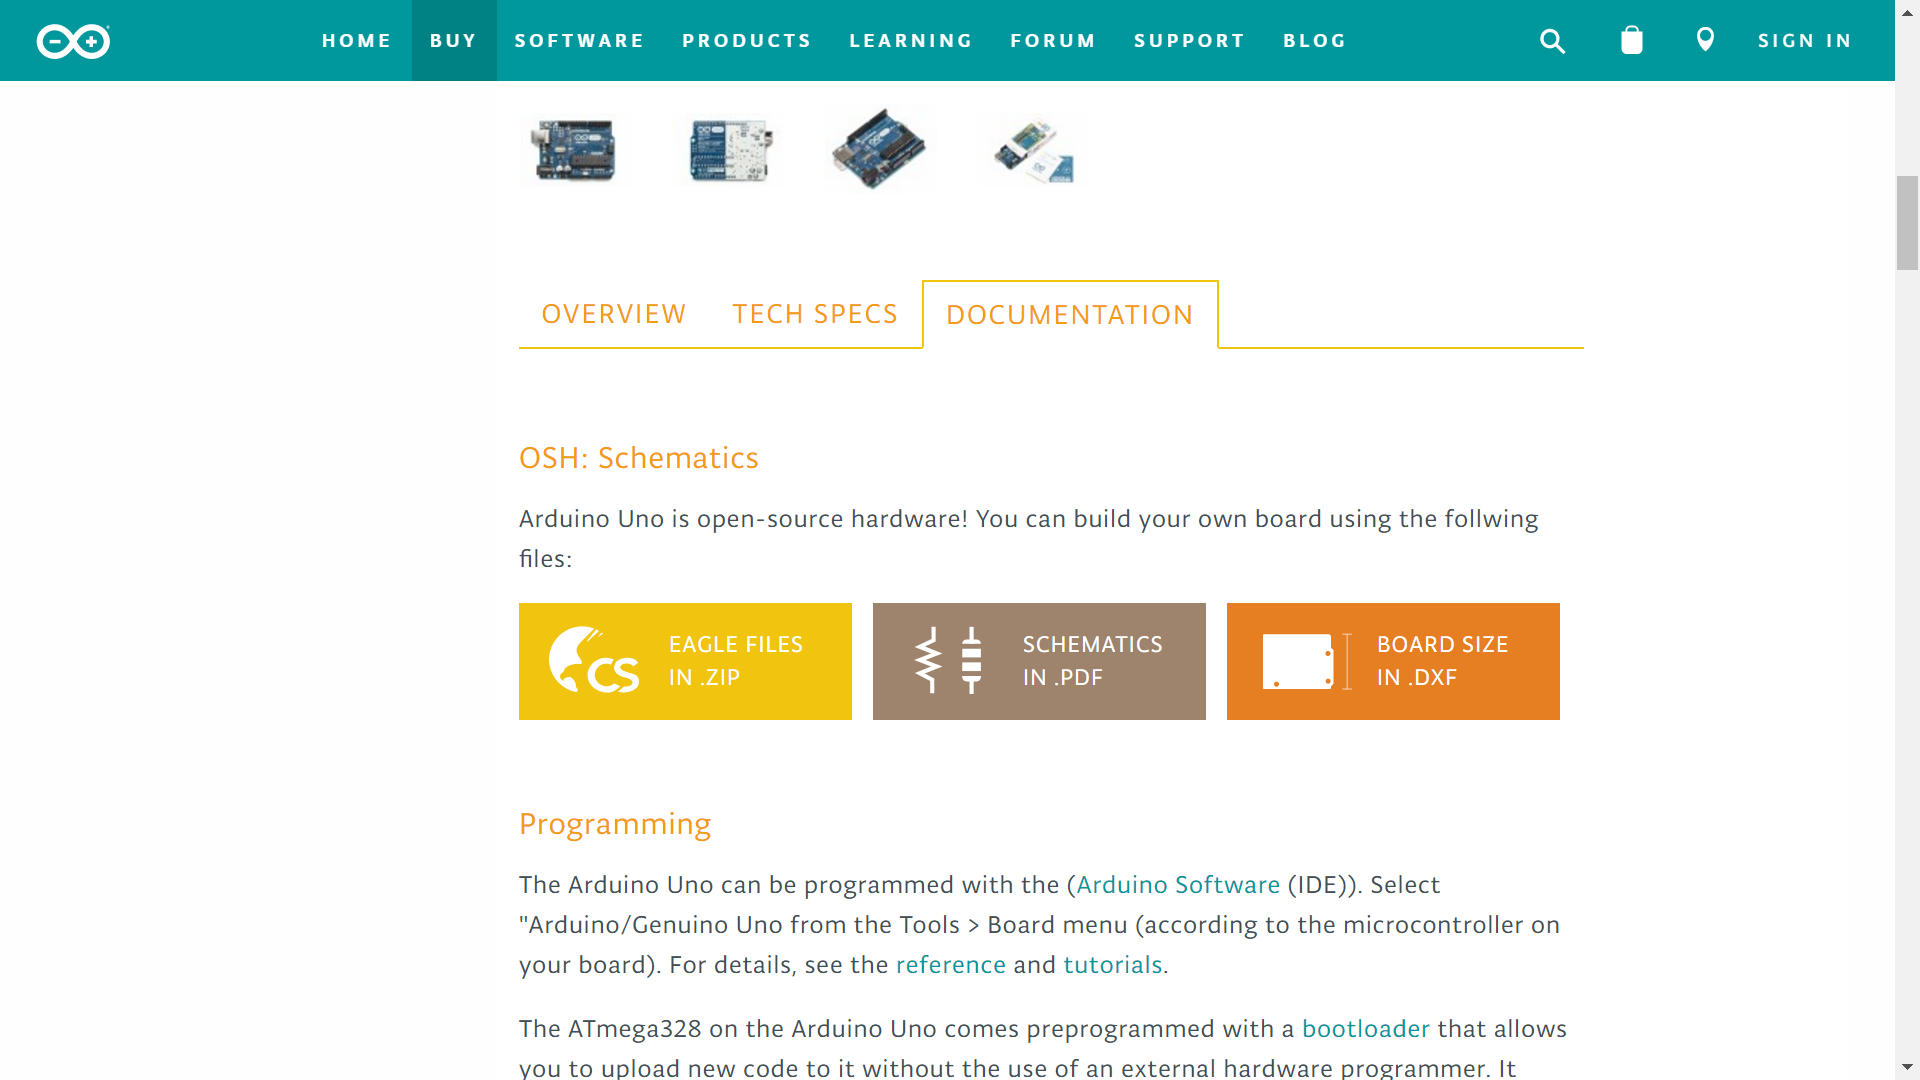 HOME BUY SOFTWARE PRODUCTS LEARNING FORUM SUPPORT BLOG SIGN IN
OVERVIEW TECH SPECS DOCUMENTATION
OSH: Schematics
Arduino Uno is open-source hardware! You can build your own board using the follwing
files:
CS
EAGLE FILES
IN .ZIP
SCHEMATICS
IN .PDF
BOARD SIZE
IN .DXF
Programming
The Arduino Uno can be programmed with the (Arduino Software (IDE)). Select
"Arduino/Genuino Uno from the Tools > Board menu (according to the microcontroller on
your board). For details, see the reference and tutorials.
The ATmega328 on the Arduino Uno comes preprogrammed with a bootloader that allows
you to upload new code to it without the use of an external hardware programmer. It